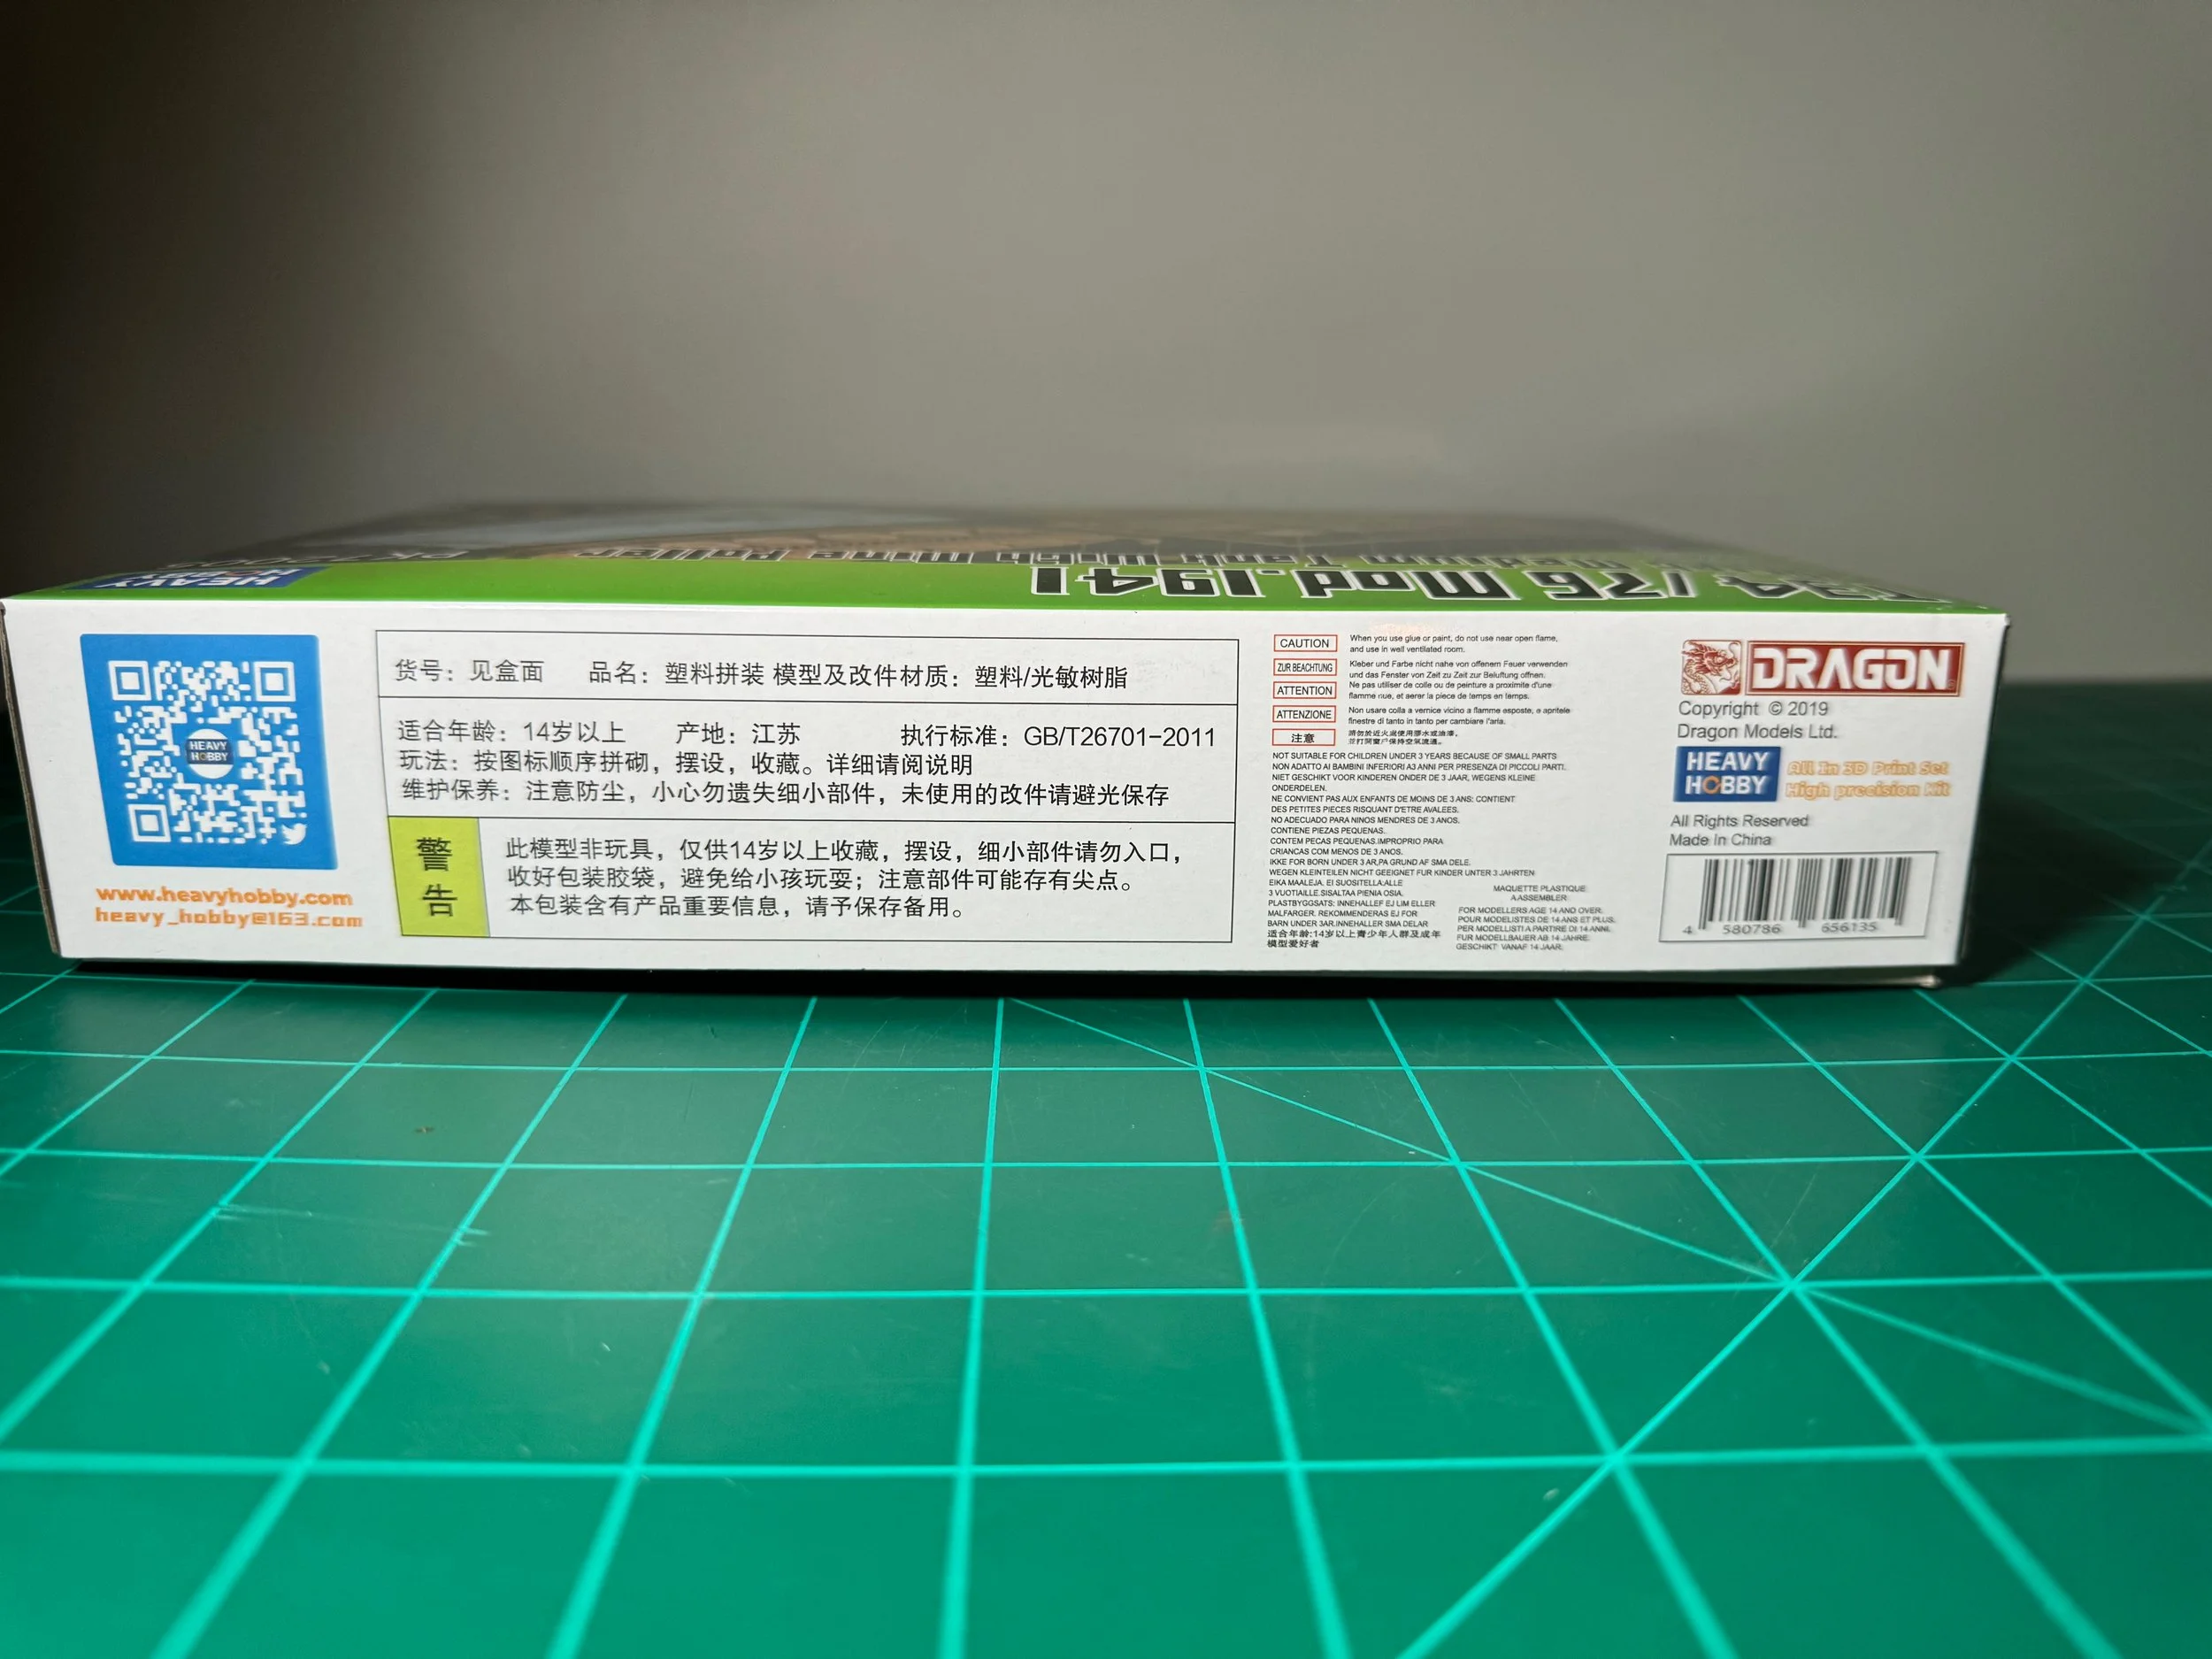 T-34/76 Mod.1941
Medium Tank With Mine Roller
HEAVY
HOBBY
HEAVY
HOBBY
www.heavyhobby.com
heavy_hobby@163.com
货号：见盒面 品名：塑料拼装 模型及改件材质：塑料/光敏树脂
适合年龄：14岁以上 产地：江苏 执行标准：GB/T26701-2011
玩法：按图标顺序拼砌，摆设，收藏。详细请阅说明
维护保养：注意防尘，小心勿遗失细小部件，未使用的改件请避光保存
警告
此模型非玩具，仅供14岁以上收藏，摆设，细小部件请勿入口，
收好包装胶袋，避免给小孩玩耍；注意部件可能存有尖点。
本包装含有产品重要信息，请予保存备用。
CAUTION When you use glue or paint, do not use near open flame,
and use in well ventilated room.
ZUR BEACHTUNG Kleber und Farbe nicht nahe von offenem Feuer verwenden
und das Fenster von Zeit zu Zeit zur Beluftung offnen.
ATTENTION Ne pas utiliser de colle ou de peinture a proximite d'une
flamme nue, et aerer la piece de temps en temps.
ATTENZIONE Non usare colla a vernice vicino a fiamme esposte, e apritele
finestre di tanto in tanto per cambiare l'aria.
注意 請勿於近火處使用膠水或油漆，
NOT SUITABLE FOR CHILDREN UNDER 3 YEARS BECAUSE OF SMALL PARTS
NON ADATTO AI BAMBINI INFERIORI A3 ANNI PER PRESENZA DI PICCOLI PARTI.
NIET GESCHIKT VOOR KINDEREN ONDER DE 3 JAAR, WEGENS KLEINE
ONDERDELEN.
NE CONVIENT PAS AUX ENFANTS DE MOINS DE 3 ANS: CONTIENT
DES PETITES PIECES RISQUANT D'ETRE AVALEES.
NO ADECUADO PARA NINOS MENDRES DE 3 ANOS.
CONTIENE PIEZAS PEQUENAS.
CONTEM PECAS PEQUENAS.IMPROPRIO PARA
CRIANCAS COM MENOS DE 3 ANOS.
IKKE FOR BORN UNDER 3 AR,PA GRUND AF SMA DELE.
WEGEN KLEINTEILEN NICHT GEEIGNET FUR KINDER UNTER 3 JAHRTEN
EIKA MAALEJA. EI SUOSITELLA:ALLE
3 VUOTIAILLE.SISALTAA PIENIA OSIA.
PLASTBYGGSATS: INNEHALLEF EJ LIM ELLER
MALFARGER. REKOMMENDERAS EJ FOR
BARN UNDER 3AR.INNEHALLER SMA DELAR
适合年龄:14岁以上青少年人群及成年
模型爱好者
MAQUETTE PLASTIQUE
AASSEMBLER
FOR MODELLERS AGE 14 AND OVER.
POUR MODELISTES DE 14 ANS ET PLUS.
PER MODELLISTI A PARTIRE DI 14 ANNI.
FUR MODELLBAUER AB 14 JAHRE.
GESCHIKT VANAF 14 JAAR.
DRAGON
Copyright © 2019
Dragon Models Ltd.
HEAVY
HOBBY
All In 3D Print Set
High precision kit
All Rights Reserved
Made In China
4 580786 656135